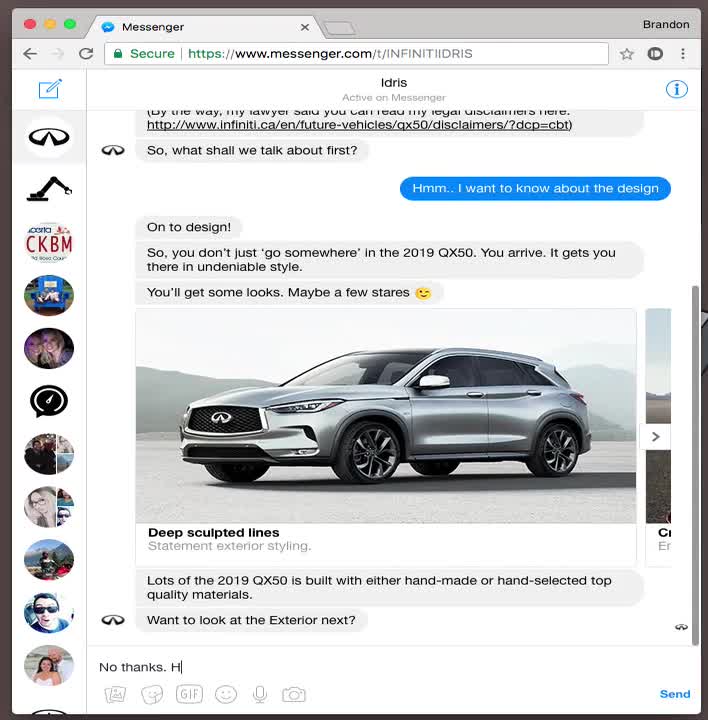 Messenger
Brandon
Secure
https://www.messenger.com/t/INFINITIIDRIS
Idris
Active on Messenger
(By the way, my lawyer said you can read my legal disclaimers here:
http://www.infiniti.ca/en/future-vehicles/qx50/disclaimers/?dcp=cbt)
So, what shall we talk about first?
Hmm.. I want to know about the design
On to design!
So, you don’t just ‘go somewhere’ in the 2019 QX50. You arrive. It gets you
there in undeniable style.
You’ll get some looks. Maybe a few stares 😉
Deep sculpted lines
Statement exterior styling.
Lots of the 2019 QX50 is built with either hand-made or hand-selected top
quality materials.
Want to look at the Exterior next?
No thanks. H
GIF
Send
CKBM